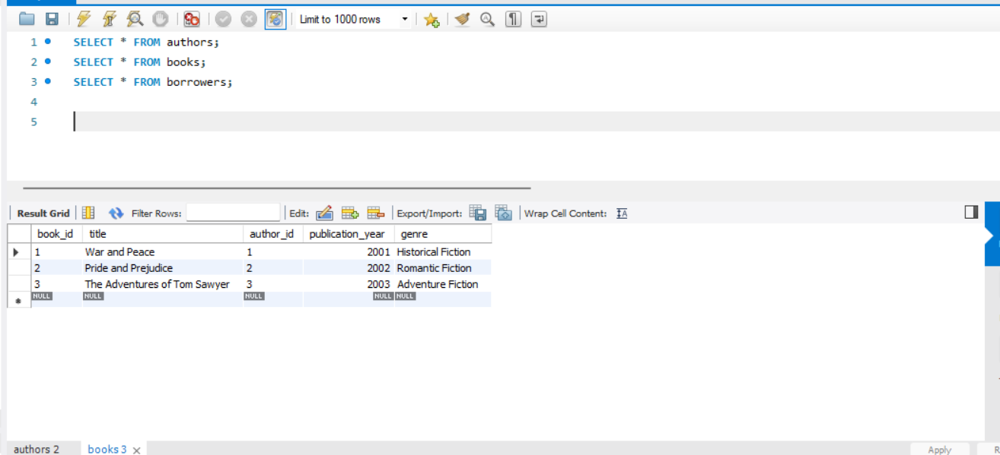 Limit to 1000 rows
1 SELECT * FROM authors;
2 SELECT * FROM books;
3 SELECT * FROM borrowers;
4
5
Result Grid Filter Rows: Edit: Export/Import: Wrap Cell Content:
book_id title author_id publication_year genre
1 War and Peace 1 2001 Historical Fiction
2 Pride and Prejudice 2 2002 Romantic Fiction
3 The Adventures of Tom Sawyer 3 2003 Adventure Fiction
NULL NULL NULL NULL NULL
authors 2 books 3 Apply R